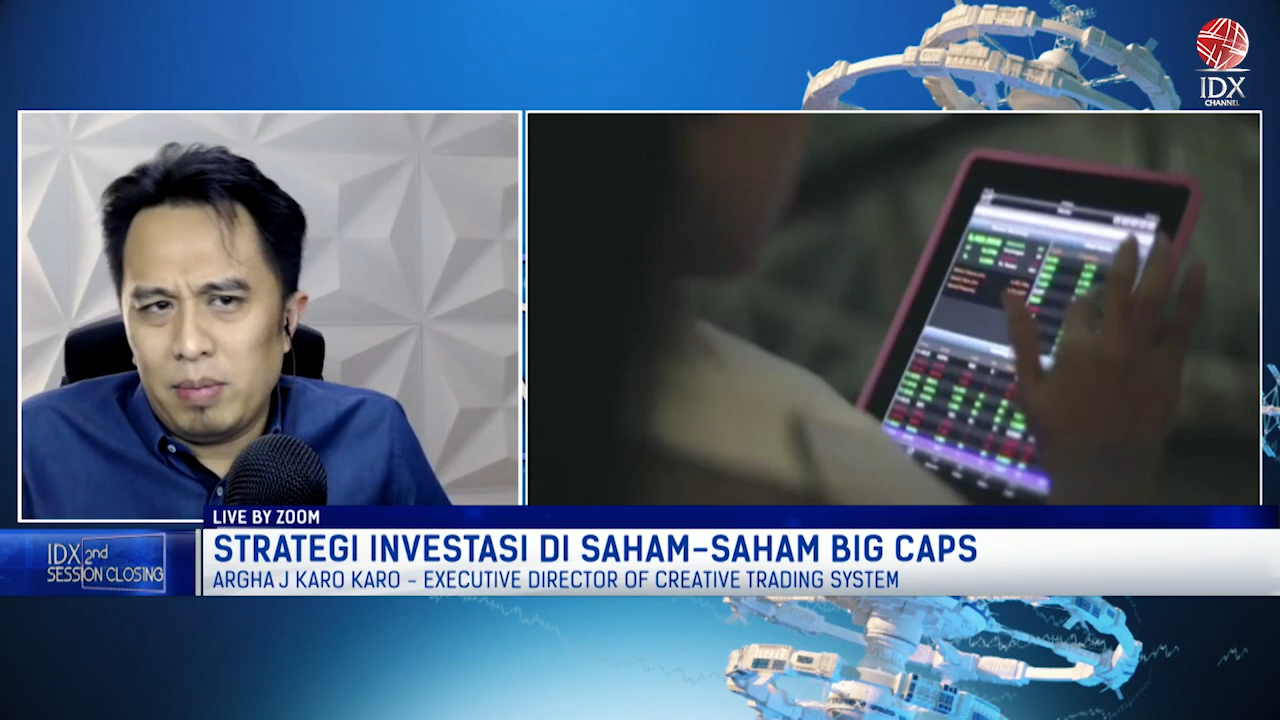 IDX
CHANNEL
LIVE BY ZOOM
STRATEGI INVESTASI DI SAHAM-SAHAM BIG CAPS
ARGHA J KARO KARO - EXECUTIVE DIRECTOR OF CREATIVE TRADING SYSTEM
IDX 2nd
SESSION CLOSING